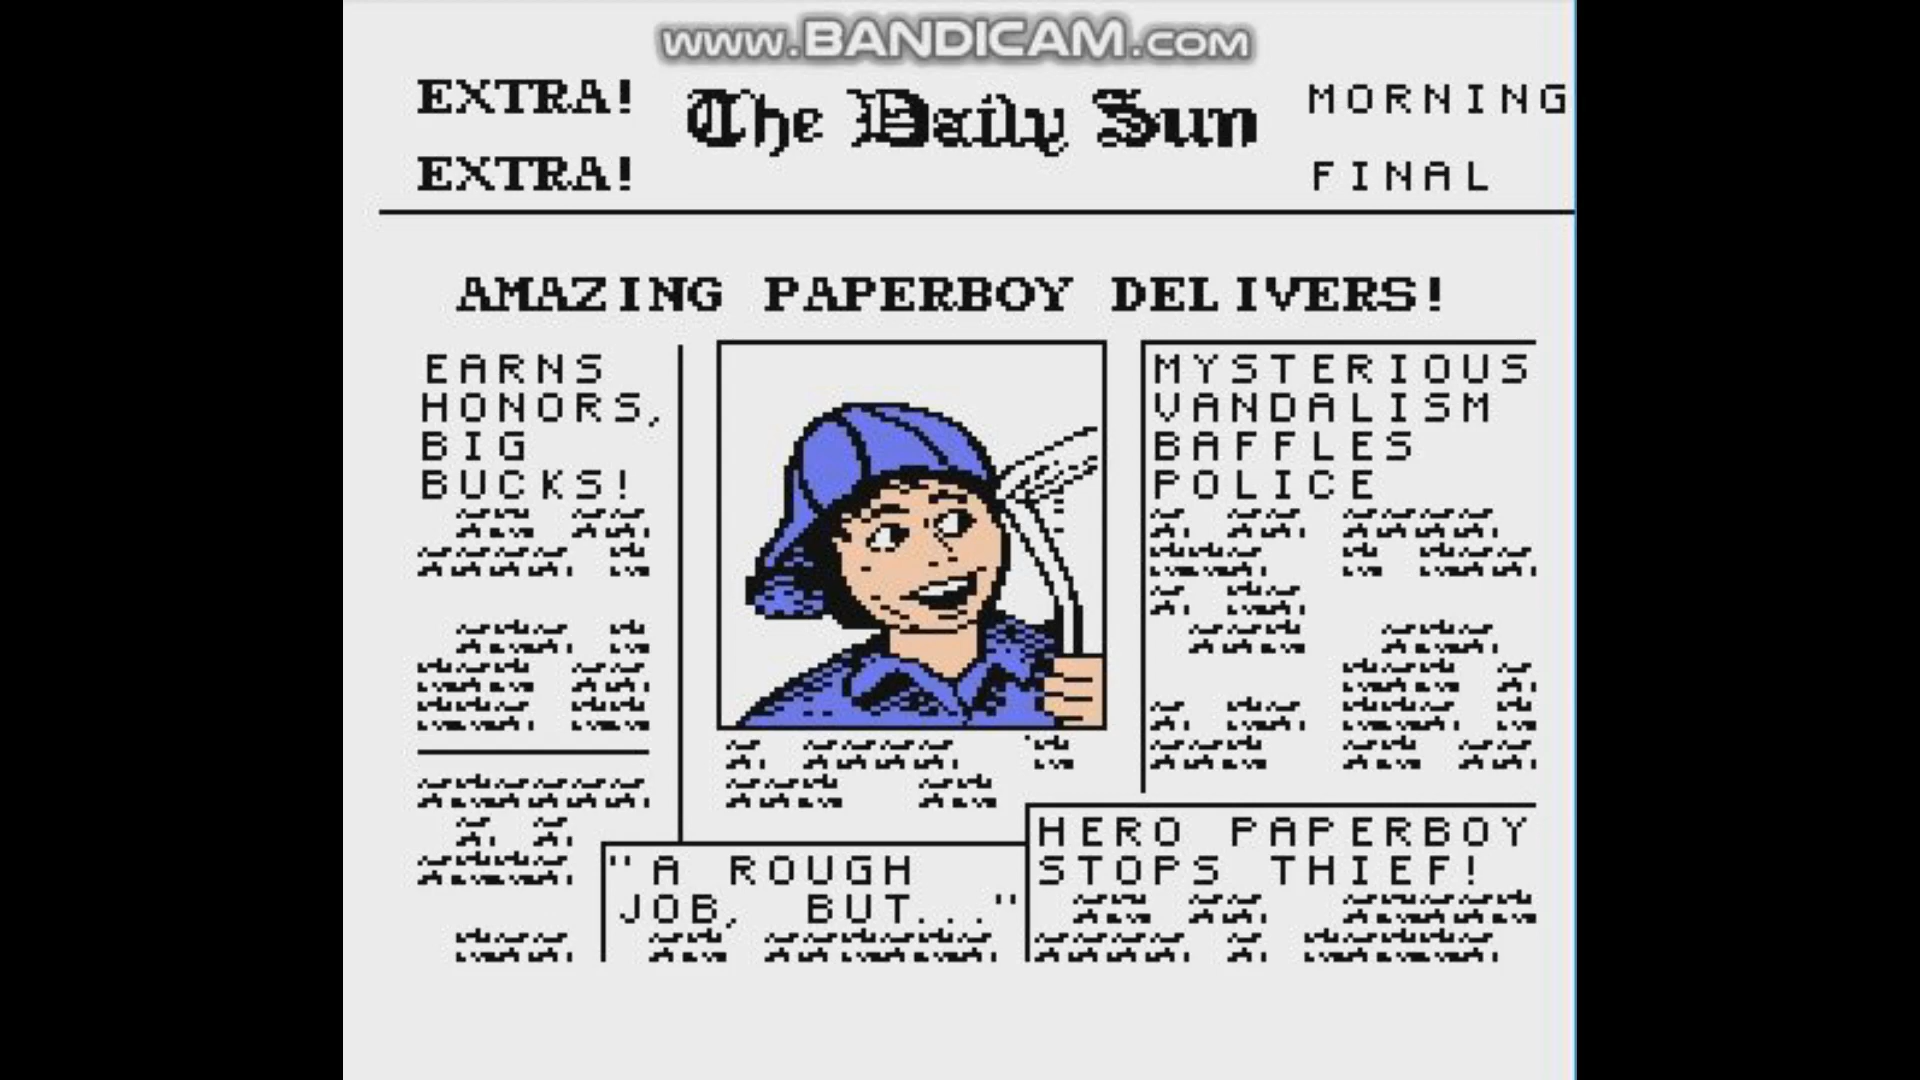 www.BANDICAM.com
EXTRA!
EXTRA!
The Daily Sun
MORNING
FINAL
AMAZING PAPERBOY DELIVERS!
EARNS
HONORS,
BIG
BUCKS!
MYSTERIOUS
VANDALISM
BAFFLES
POLICE
"A ROUGH
JOB, BUT..."
HERO PAPERBOY
STOPS THIEF!